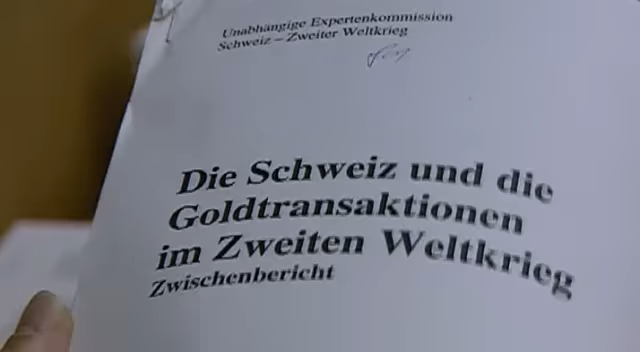 Unabhängige Expertenkommission
Schweiz – Zweiter Weltkrieg
Die Schweiz und die
Goldtransaktionen
im Zweiten Weltkrieg
Zwischenbericht